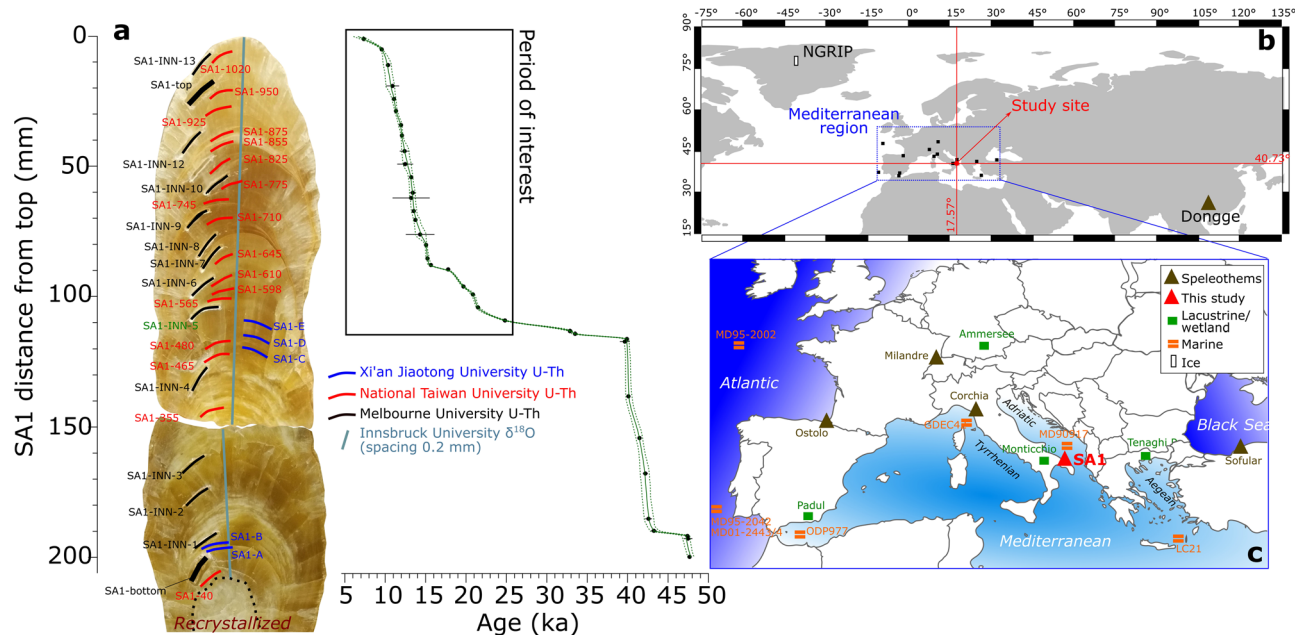 a
SA1 distance from top (mm)
0
50
100
150
200
SA1-INN-13
SA1-1020
SA1-top
SA1-950
SA1-925
SA1-875
SA1-855
SA1-INN-12
SA1-825
SA1-INN-10
SA1-775
SA1-745
SA1-INN-9
SA1-710
SA1-INN-8
SA1-INN-7
SA1-645
SA1-INN-6
SA1-610
SA1-598
SA1-565
SA1-INN-5
SA1-E
SA1-480
SA1-D
SA1-465
SA1-C
SA1-INN-4
SA1-355
SA1-INN-3
SA1-INN-2
SA1-INN-1
SA1-B
SA1-A
SA1-bottom
SA1-40
Recrystallized
Period of interest
Xi'an Jiaotong University U-Th
National Taiwan University U-Th
Melbourne University U-Th
Innsbruck University δ¹⁸O
(spacing 0.2 mm)
5 10 15 20 25 30 35 40 45 50
Age (ka)
-75° -60° -45° -30° -15° 0° 15° 30° 45° 60° 75° 90° 105° 120° 135°
90°
75°
60°
45°
30°
15°
b
NGRIP
Mediterranean
region
Study site
40.73°
17.57°
Dongge
Speleothems
This study
Lacustrine/
wetland
Marine
Ice
MD95-2002
Ammersee
Milandre
Atlantic
Corchia
Adriatic
Black Sea
Ostolo
GDEC4
MD90917
Monticchio
SA1
Tenaghi P.
Sofular
Tyrrhenian
Aegean
Padul
MD95-2042
MD01-2443/4
ODP977
Mediterranean
LC21
c